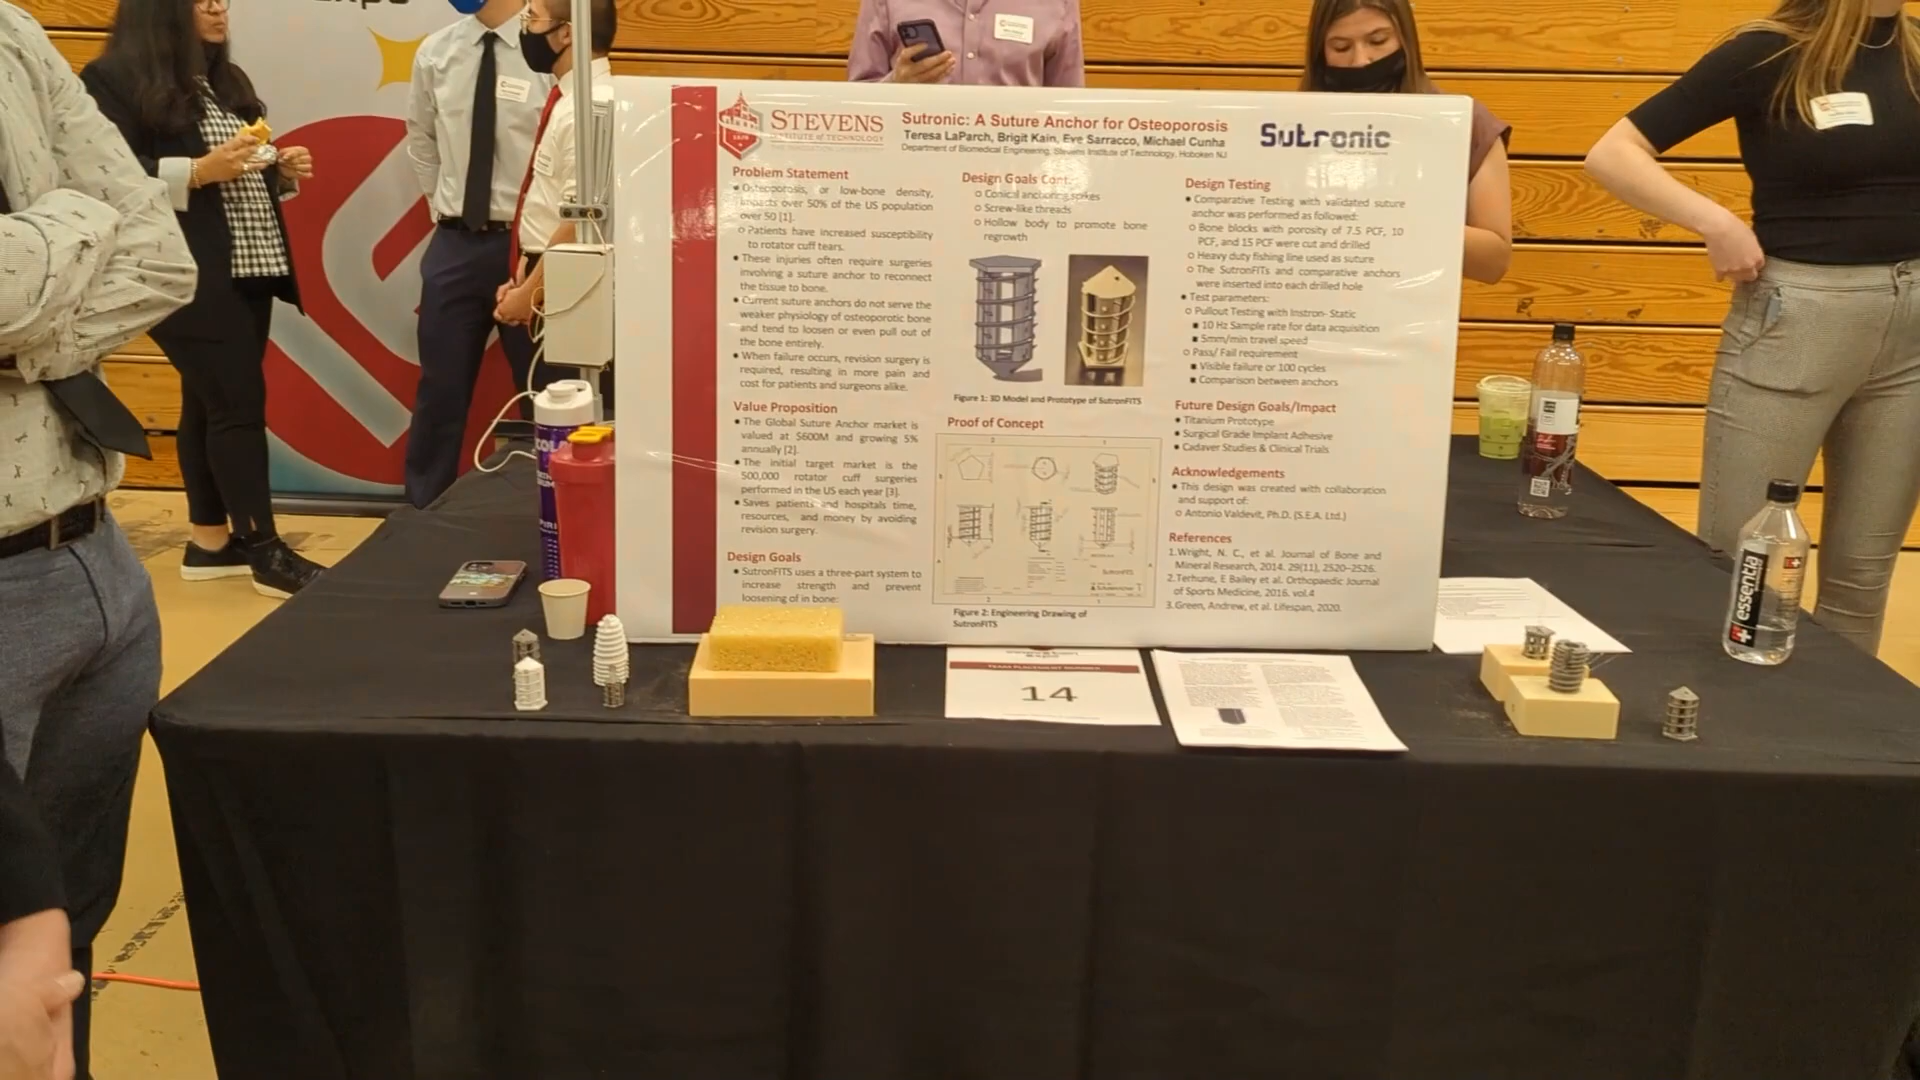 STEVENS
INSTITUTE of TECHNOLOGY
Sutronic: A Suture Anchor for Osteoporosis
Teresa LaParch, Brigit Kain, Eve Sarracco, Michael Cunha
Department of Biomedical Engineering, Stevens Institute of Technology, Hoboken NJ
Sutronic
Problem Statement
Osteoporosis, or low-bone density,
impacts over 50% of the US population
over 50 [1].
Patients have increased susceptibility
to rotator cuff tears.
These injuries often require surgeries
involving a suture anchor to reconnect
the tissue to bone.
Current suture anchors do not serve the
weaker physiology of osteoporotic bone
and tend to loosen or even pull out of
the bone entirely.
When failure occurs, revision surgery is
required, resulting in more pain and
cost for patients and surgeons alike.
Value Proposition
The Global Suture Anchor market is
valued at $600M and growing 5%
annually [2].
The initial target market is the
500,000 rotator cuff surgeries
performed in the US each year [3].
Saves patients and hospitals time,
resources, and money by avoiding
revision surgery.
Design Goals
SutronFITS uses a three-part system to
increase strength and prevent
loosening of in bone:
Design Goals Cont.
Conical anchoring spikes
Screw-like threads
Hollow body to promote bone
regrowth
Figure 1: 3D Model and Prototype of SutronFITS
Proof of Concept
SutronFITS
Figure 2: Engineering Drawing of
SutronFITS
Design Testing
Comparative Testing with validated suture
anchor was performed as followed:
Bone blocks with porosity of 7.5 PCF, 10
PCF, and 15 PCF were cut and drilled
Heavy duty fishing line used as suture
The SutronFITs and comparative anchors
were inserted into each drilled hole
Test parameters:
Pullout Testing with Instron- Static
10 Hz Sample rate for data acquisition
5mm/min travel speed
Pass/ Fail requirement
Visible failure or 100 cycles
Comparison between anchors
Future Design Goals/Impact
Titanium Prototype
Surgical Grade Implant Adhesive
Cadaver Studies & Clinical Trials
Acknowledgements
This design was created with collaboration
and support of:
Antonio Valdevit, Ph.D. (S.E.A. Ltd.)
References
1. Wright, N. C., et al. Journal of Bone and
Mineral Research, 2014. 29(11), 2520-2526.
2. Terhune, E Bailey et al. Orthopaedic Journal
of Sports Medicine, 2016. vol.4
3. Green, Andrew, et al. Lifespan, 2020.
TEAM PLACEMENT NUMBER
14
essentia